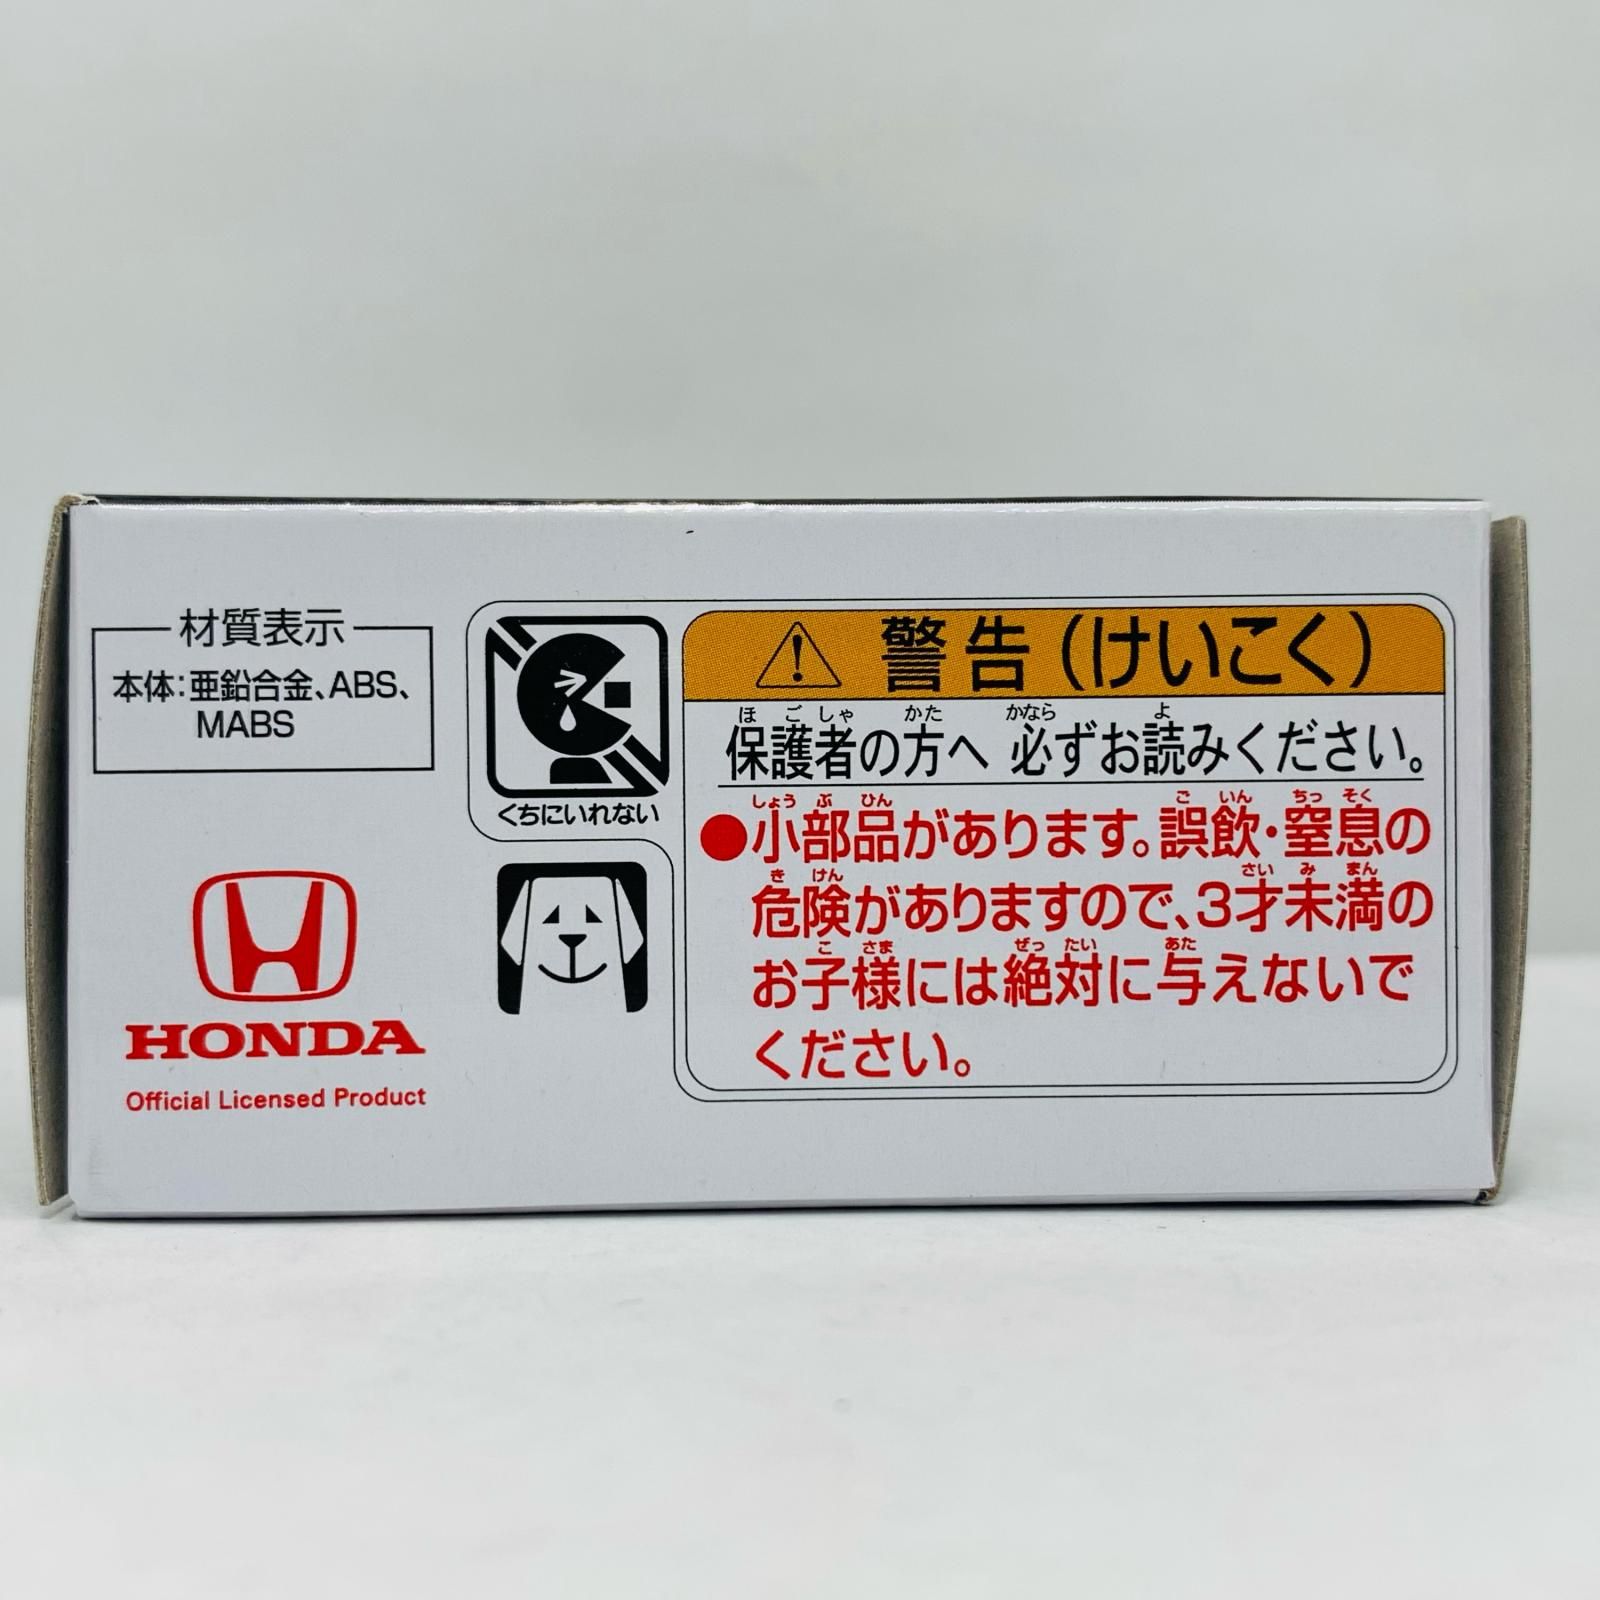 材質表示
本体：亜鉛合金、ABS、
MABS
HONDA
Official Licensed Product
くちにいれない
警告（けいこく）
ほごしゃ かた かなら よ
保護者の方へ 必ずお読みください。
しょうぶひん ごいん ちっそく
●小部品があります。誤飲・窒息の
きけん さいみまん
危険がありますので、3才未満の
こさま ぜったい あた
お子様には絶対に与えないで
ください。